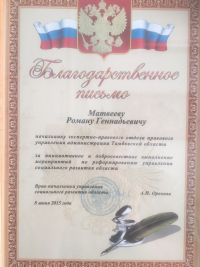 Благодарственное
письмо
Матвееву
Роману Геннадьевичу
начальнику экспертно-правового отдела правового
управления администрации Тамбовской области
за высокое и добросовестное выполнение
мероприятий по реформированию управления
социального развития области
Врио начальника управления
социального развития области А.Н. Орехова
8 июня 2015 года